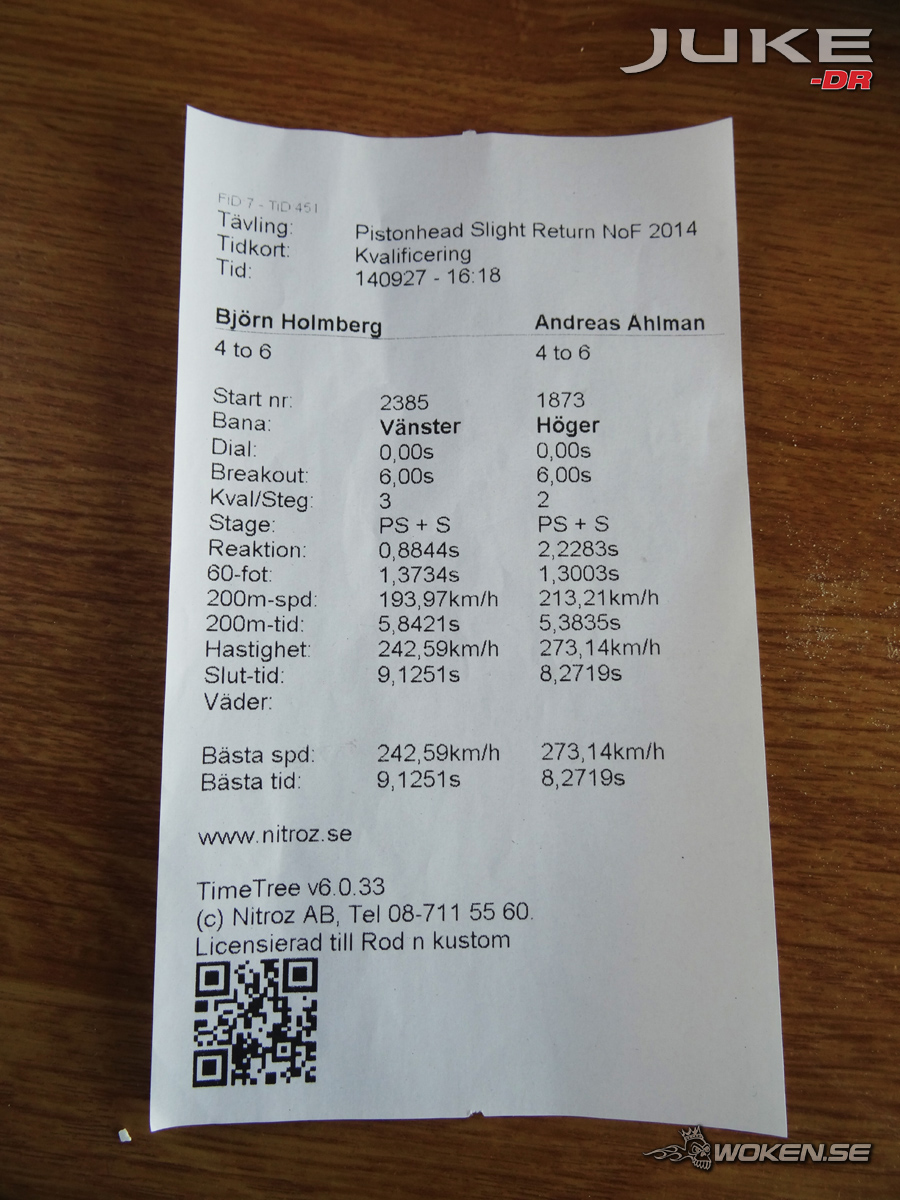 JUKE
-DR
FID 7 - TID 451
Tävling: Pistonhead Slight Return NoF 2014
Tidkort: Kvalificering
Tid: 140927 - 16:18
Björn Holmberg Andreas Ahlman
4 to 6 4 to 6
Start nr: 2385 1873
Bana: Vänster Höger
Dial: 0,00s 0,00s
Breakout: 6,00s 6,00s
Kval/Steg: 3 2
Stage: PS + S PS + S
Reaktion: 0,8844s 2,2283s
60-fot: 1,3734s 1,3003s
200m-spd: 193,97km/h 213,21km/h
200m-tid: 5,8421s 5,3835s
Hastighet: 242,59km/h 273,14km/h
Slut-tid: 9,1251s 8,2719s
Väder:
Bästa spd: 242,59km/h 273,14km/h
Bästa tid: 9,1251s 8,2719s
www.nitroz.se
TimeTree v6.0.33
(c) Nitroz AB, Tel 08-711 55 60.
Licensierad till Rod n kustom
WOKEN.SE